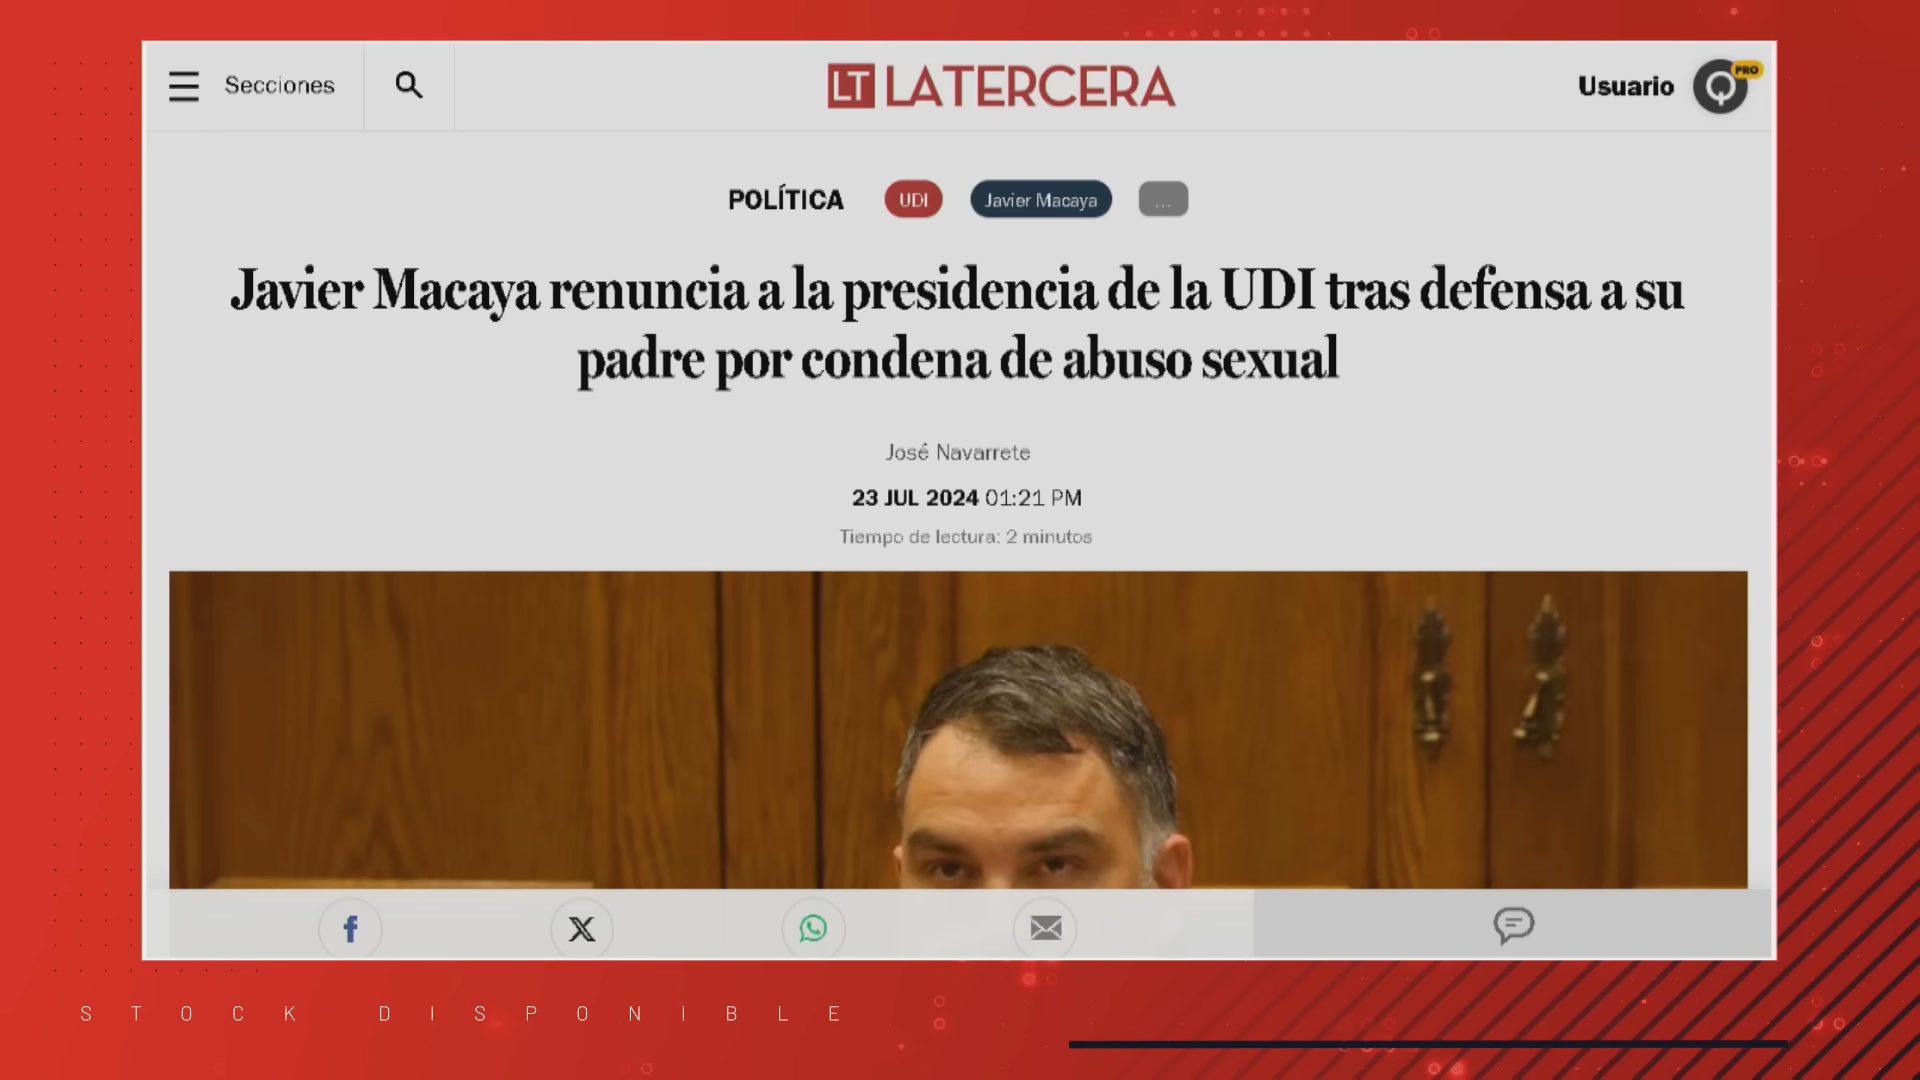 Secciones
LT LATERCERA
Usuario
PRO
POLÍTICA UDI Javier Macaya ...
Javier Macaya renuncia a la presidencia de la UDI tras defensa a su
padre por condena de abuso sexual
José Navarrete
23 JUL 2024 01:21 PM
Tiempo de lectura: 2 minutos
STOCK DISPONIBLE